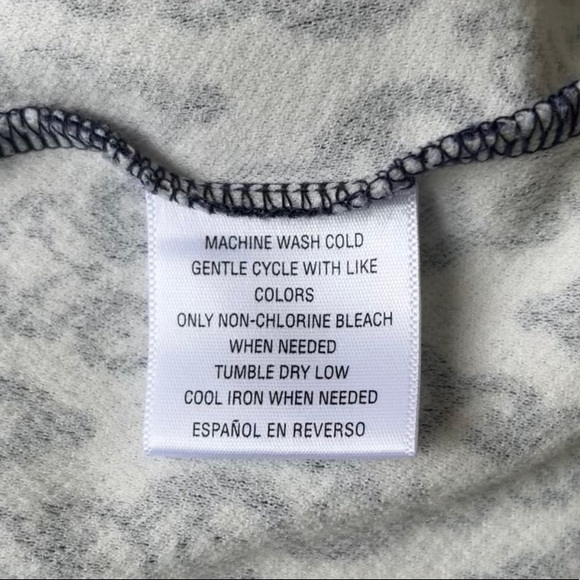 MACHINE WASH COLD
GENTLE CYCLE WITH LIKE
COLORS
ONLY NON-CHLORINE BLEACH
WHEN NEEDED
TUMBLE DRY LOW
COOL IRON WHEN NEEDED
ESPAÑOL EN REVERSO